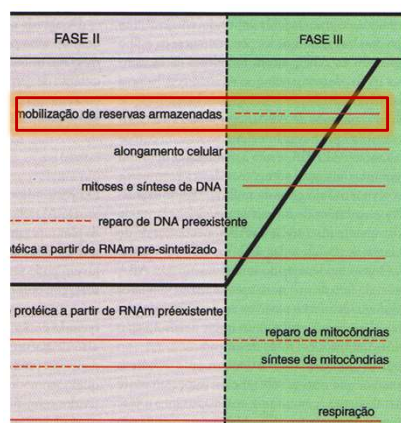 FASE II
FASE III
mobilização de reservas armazenadas
alongamento celular
mitoses e síntese de DNA
reparo de DNA preexistente
otéica a partir de RNAm pre-sintetizado
protéica a partir de RNAm préexistente
reparo de mitocôndrias
síntese de mitocôndrias
respiração